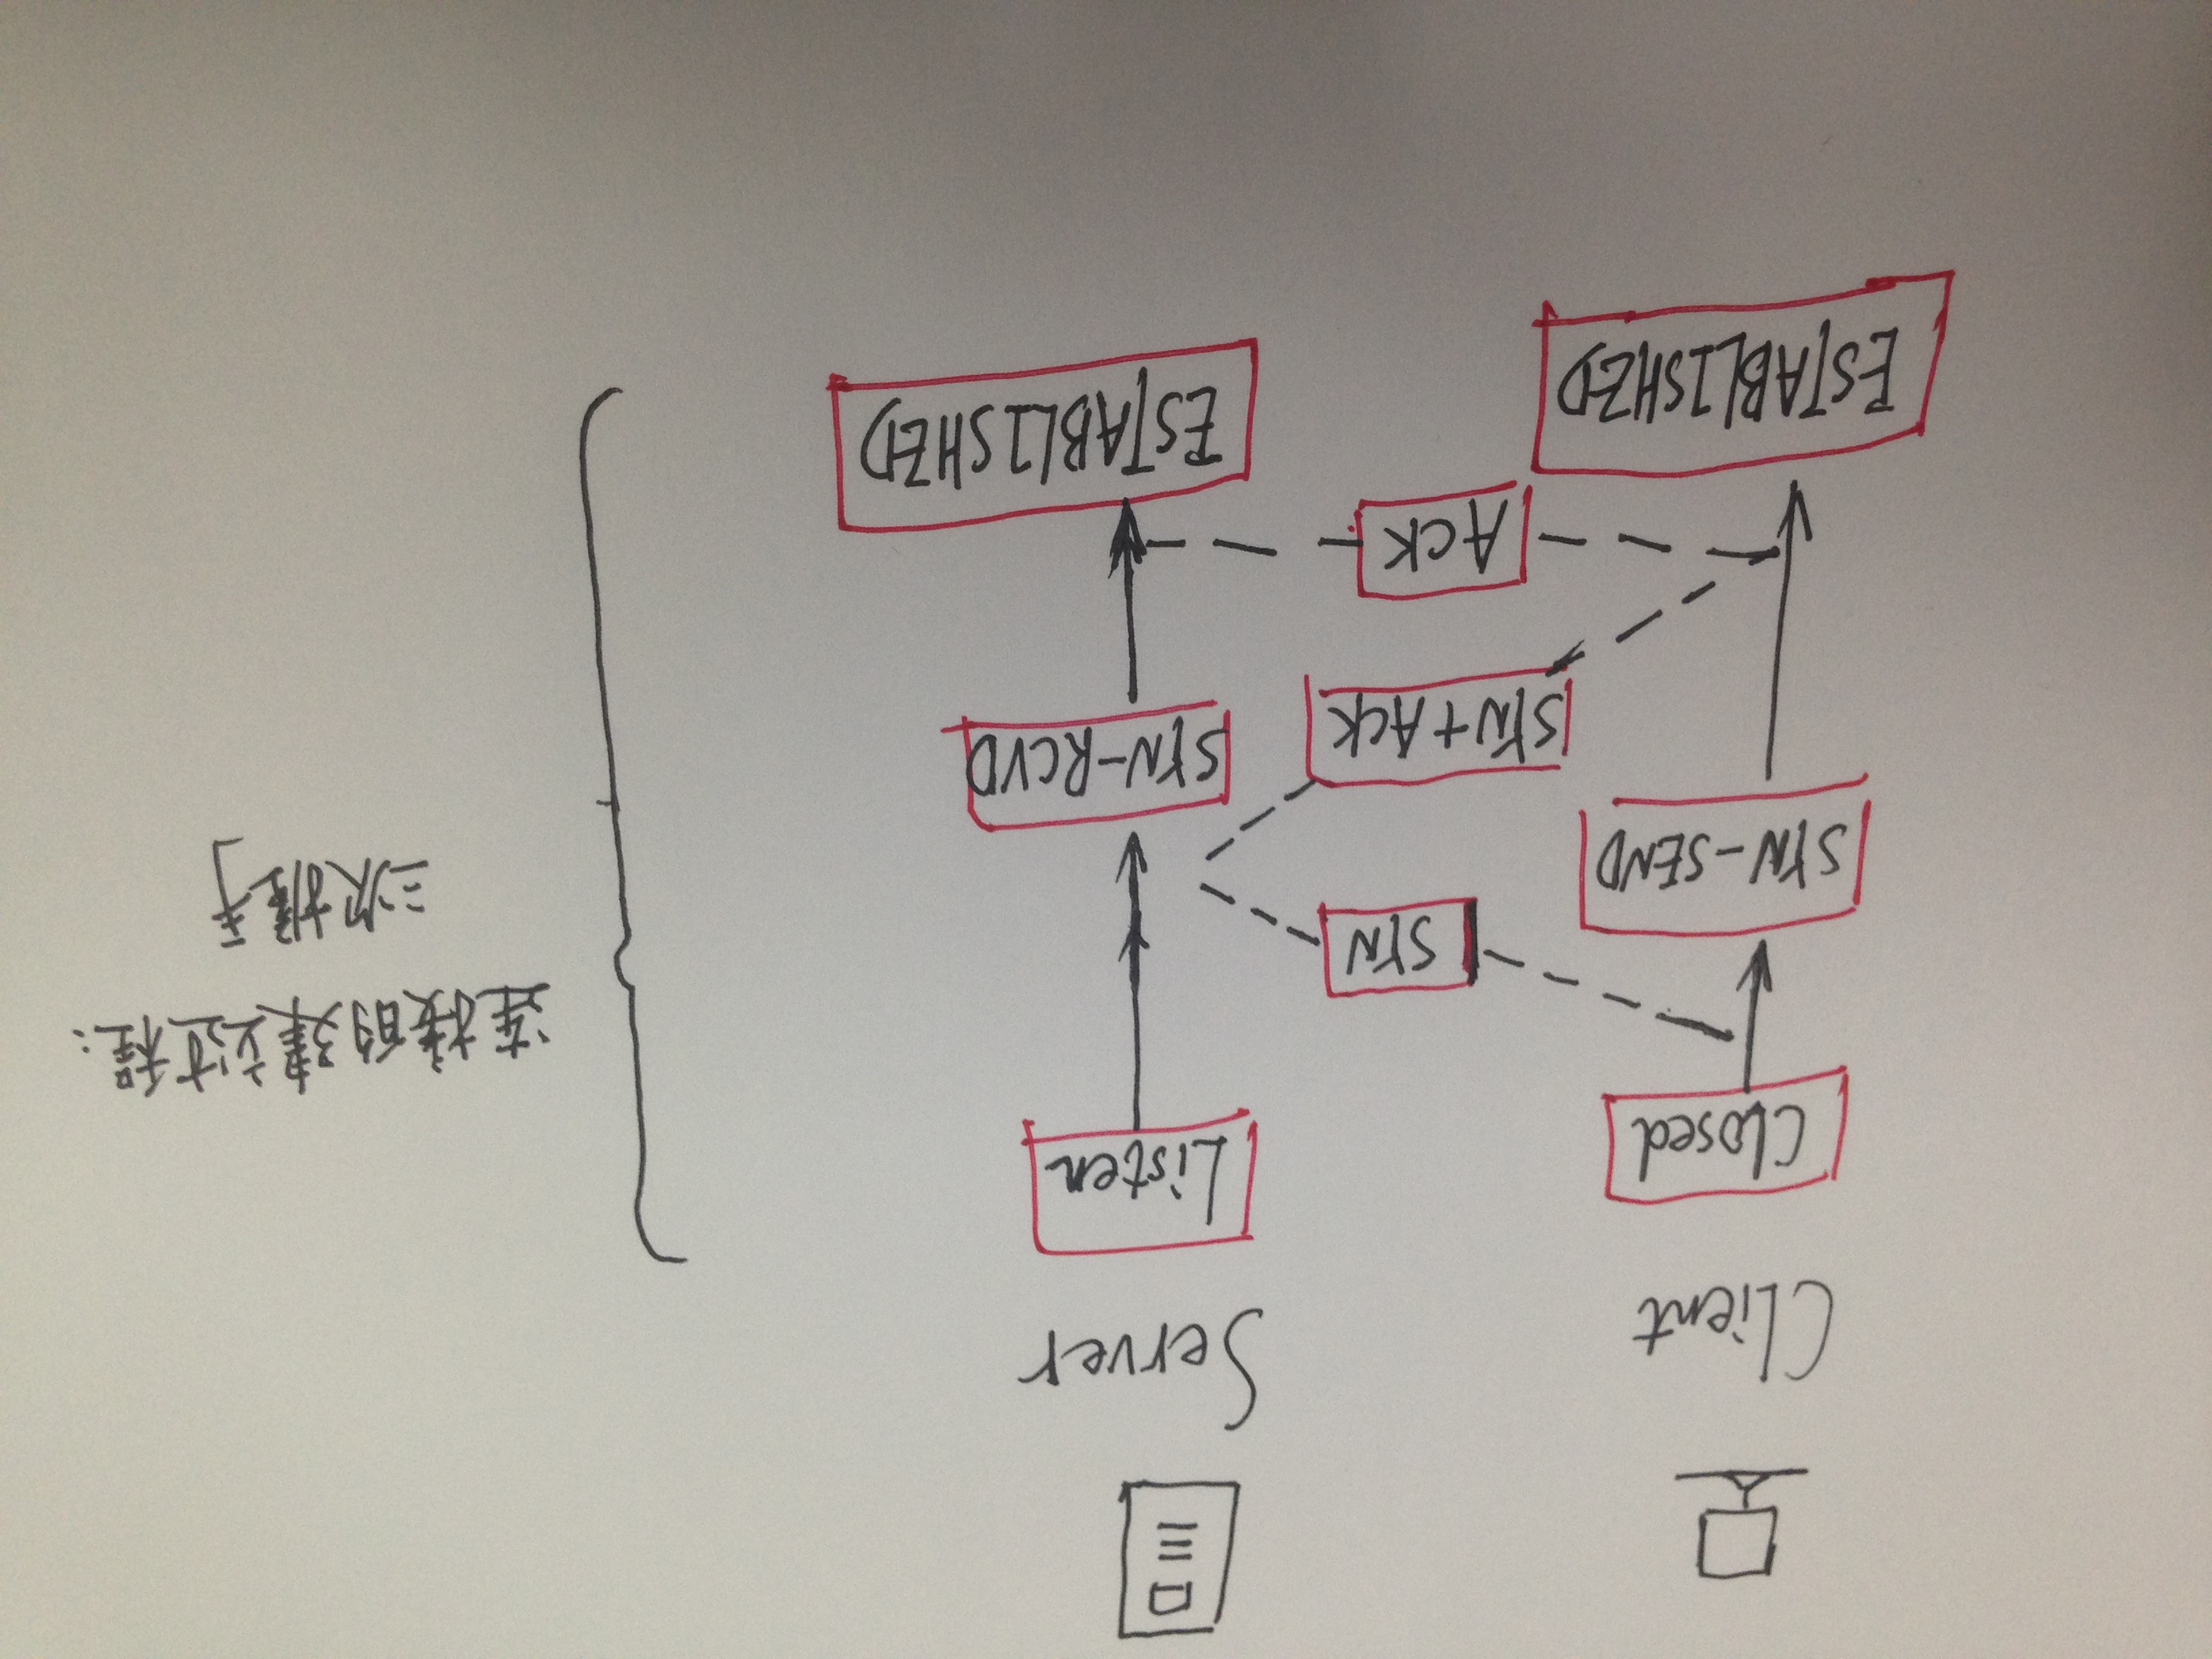 Client
Server
Closed
Listen
SYN
SYN-SEND
SYN-RCVD
SYN+ACK
ACK
ESTABLISHED
ESTABLISHED
连接的建立过程:
三次握手